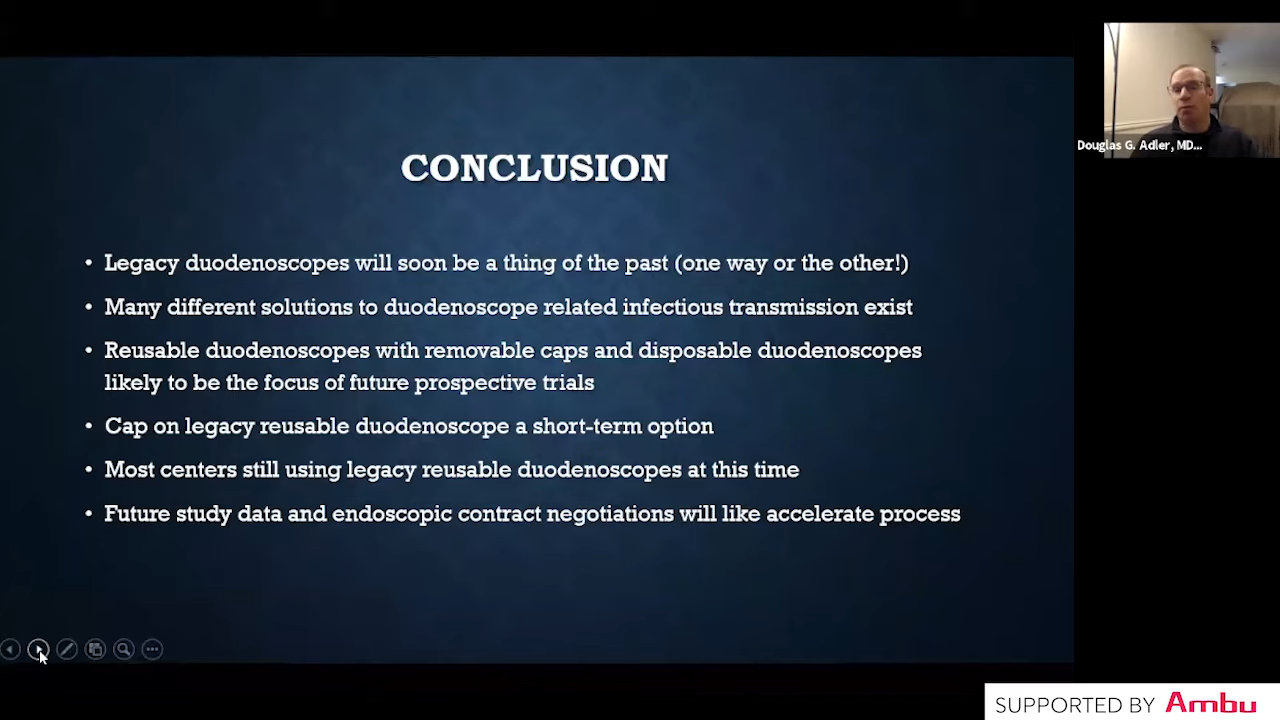 CONCLUSION
• Legacy duodenoscopes will soon be a thing of the past (one way or the other!)
• Many different solutions to duodenoscope related infectious transmission exist
• Reusable duodenoscopes with removable caps and disposable duodenoscopes
likely to be the focus of future prospective trials
• Cap on legacy reusable duodenoscope a short-term option
• Most centers still using legacy reusable duodenoscopes at this time
• Future study data and endoscopic contract negotiations will like accelerate process
Douglas G. Adler, MD...
SUPPORTED BY Ambu